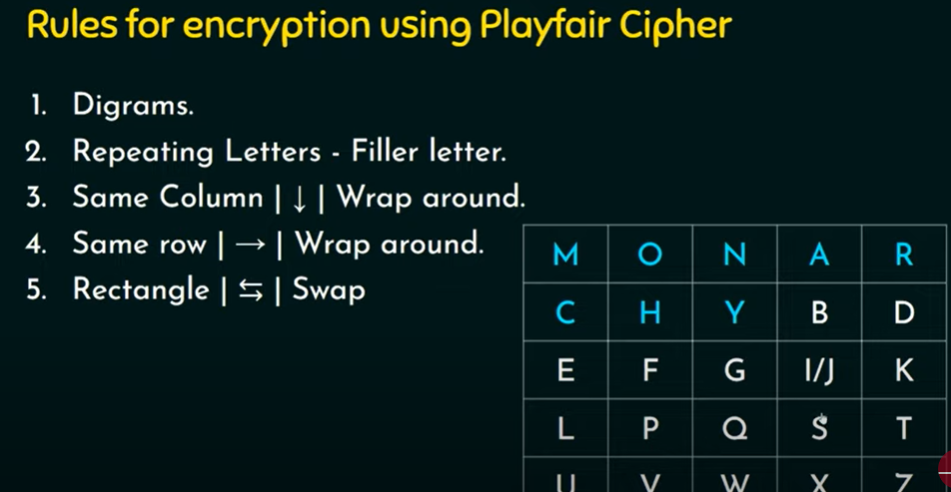 Rules for encryption using Playfair Cipher
1. Digrams.
2. Repeating Letters - Filler letter.
3. Same Column | ↓ | Wrap around.
4. Same row | → | Wrap around.
5. Rectangle | ⇆ | Swap
M O N A R
C H Y B D
E F G I/J K
L P Q S T
U V W X Z